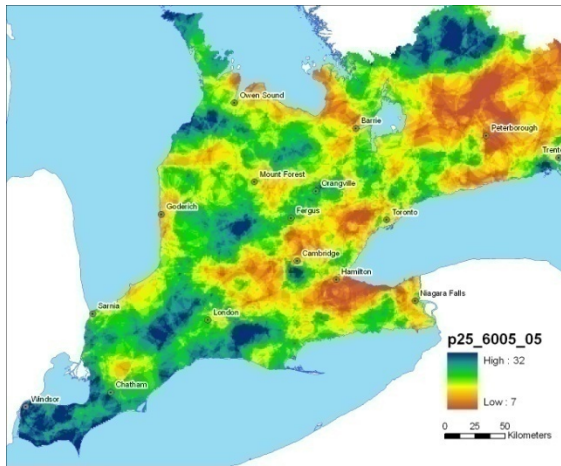 Owen Sound
Barrie
Peterborough
Trento
Mount Forest
Orangville
Goderich
Fergus
Toronto
Cambridge
Hamilton
Niagara Falls
Sarnia
London
p25_6005_05
High : 32
Low : 7
Chatham
Windsor
0 25 50
Kilometers